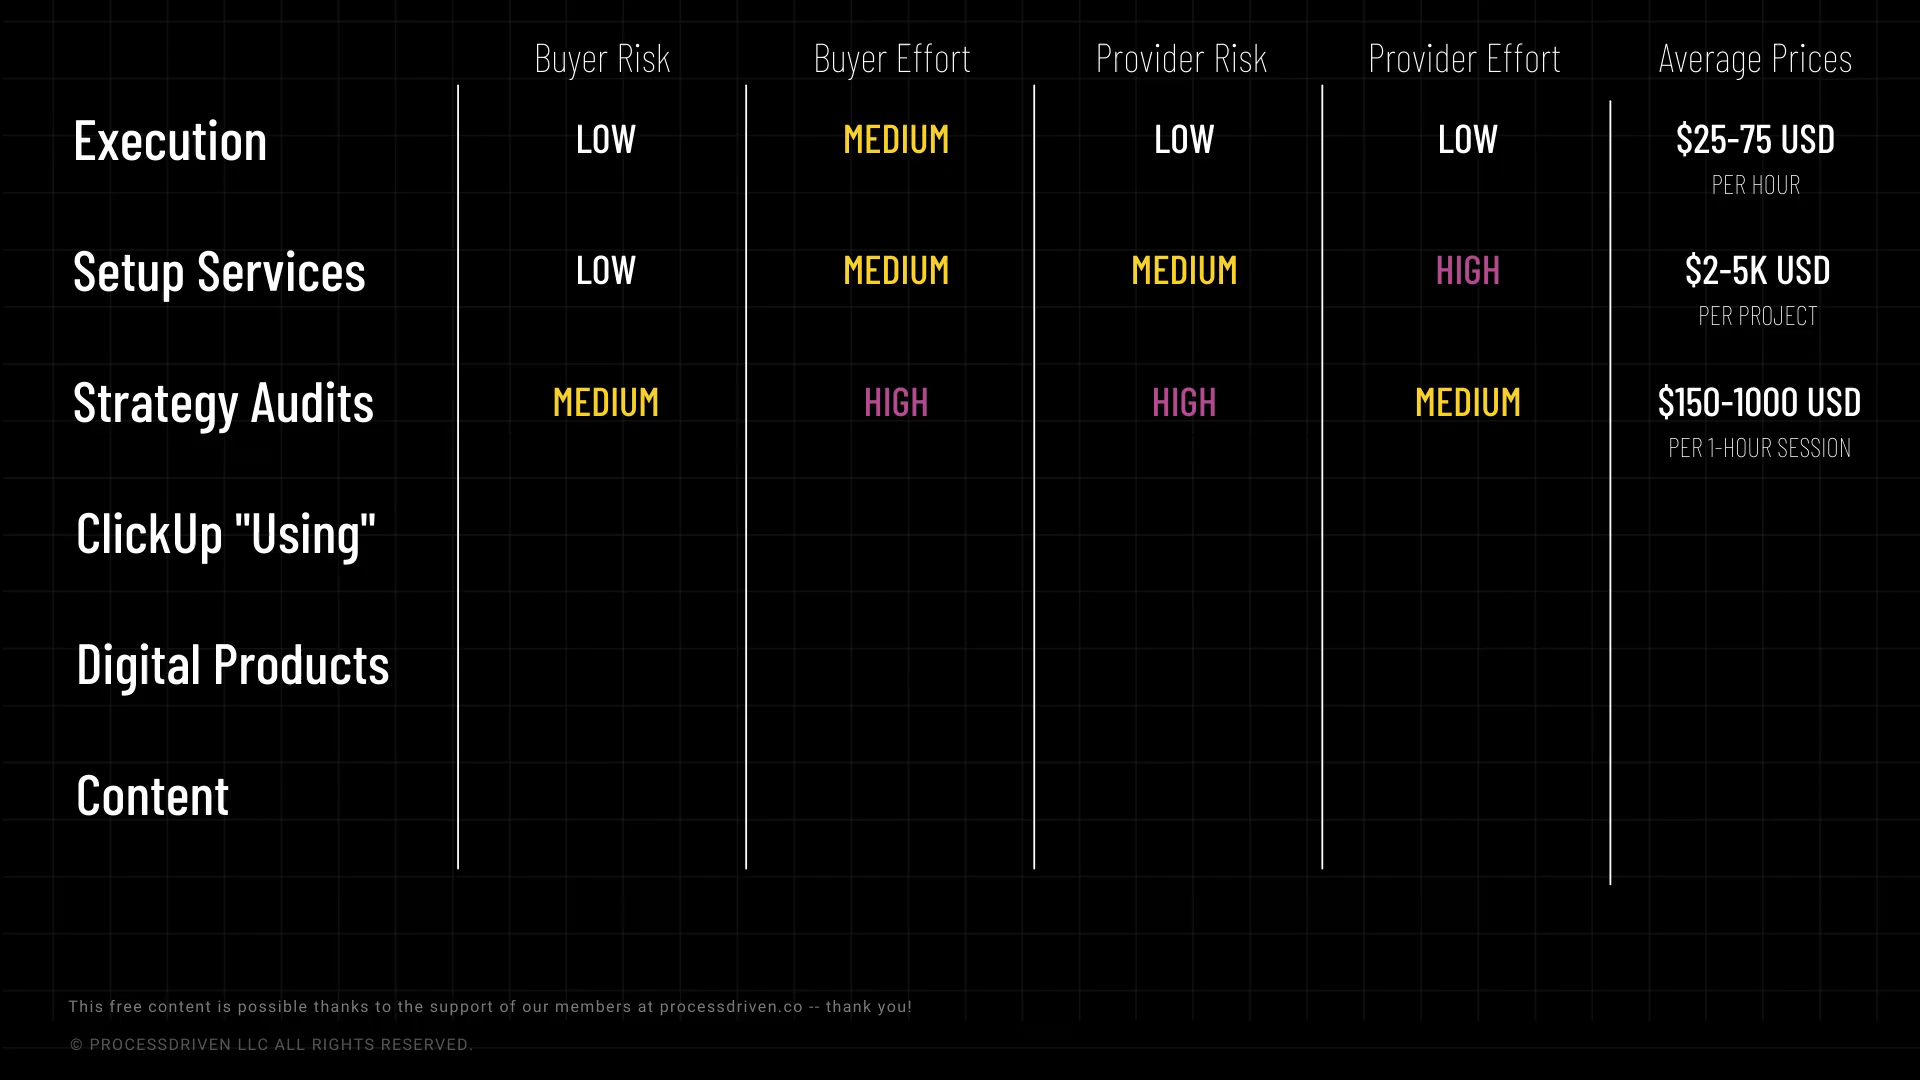 Buyer Risk Buyer Effort Provider Risk Provider Effort Average Prices
Execution LOW MEDIUM LOW LOW $25-75 USD
PER HOUR
Setup Services LOW MEDIUM MEDIUM HIGH $2-5K USD
PER PROJECT
Strategy Audits MEDIUM HIGH HIGH MEDIUM $150-1000 USD
PER 1-HOUR SESSION
ClickUp "Using"
Digital Products
Content
This free content is possible thanks to the support of our members at processdriven.co -- thank you!
© PROCESSDRIVEN LLC ALL RIGHTS RESERVED.